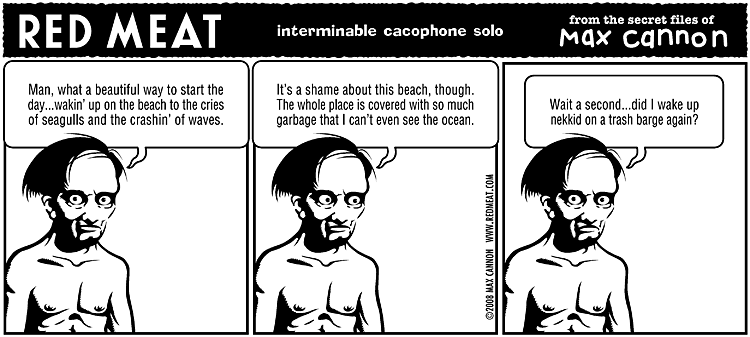 RED MEAT
interminable cacophone solo
from the secret files of
Max cannon
Man, what a beautiful way to start the
day...wakin' up on the beach to the cries
of seagulls and the crashin' of waves.
It's a shame about this beach, though.
The whole place is covered with so much
garbage that I can't even see the ocean.
©2008 MAX CANNON WWW.REDMEAT.COM
Wait a second...did I wake up
nekkid on a trash barge again?